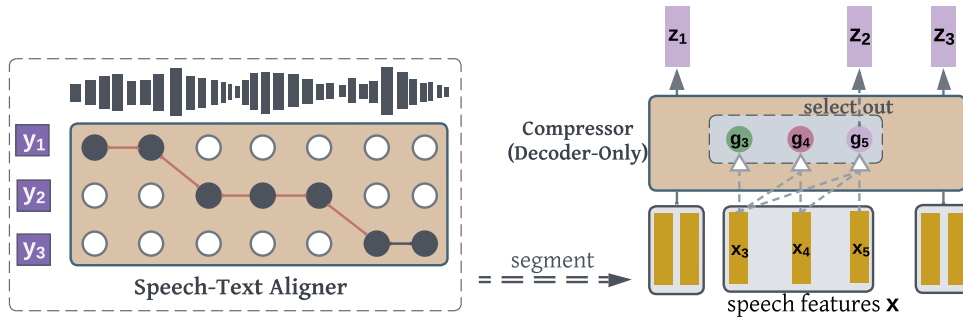 y1
y2
y3
Speech-Text Aligner
segment
z1
z2
z3
select out
Compressor
(Decoder-Only)
g3
g4
g5
x3
x4
x5
speech features x